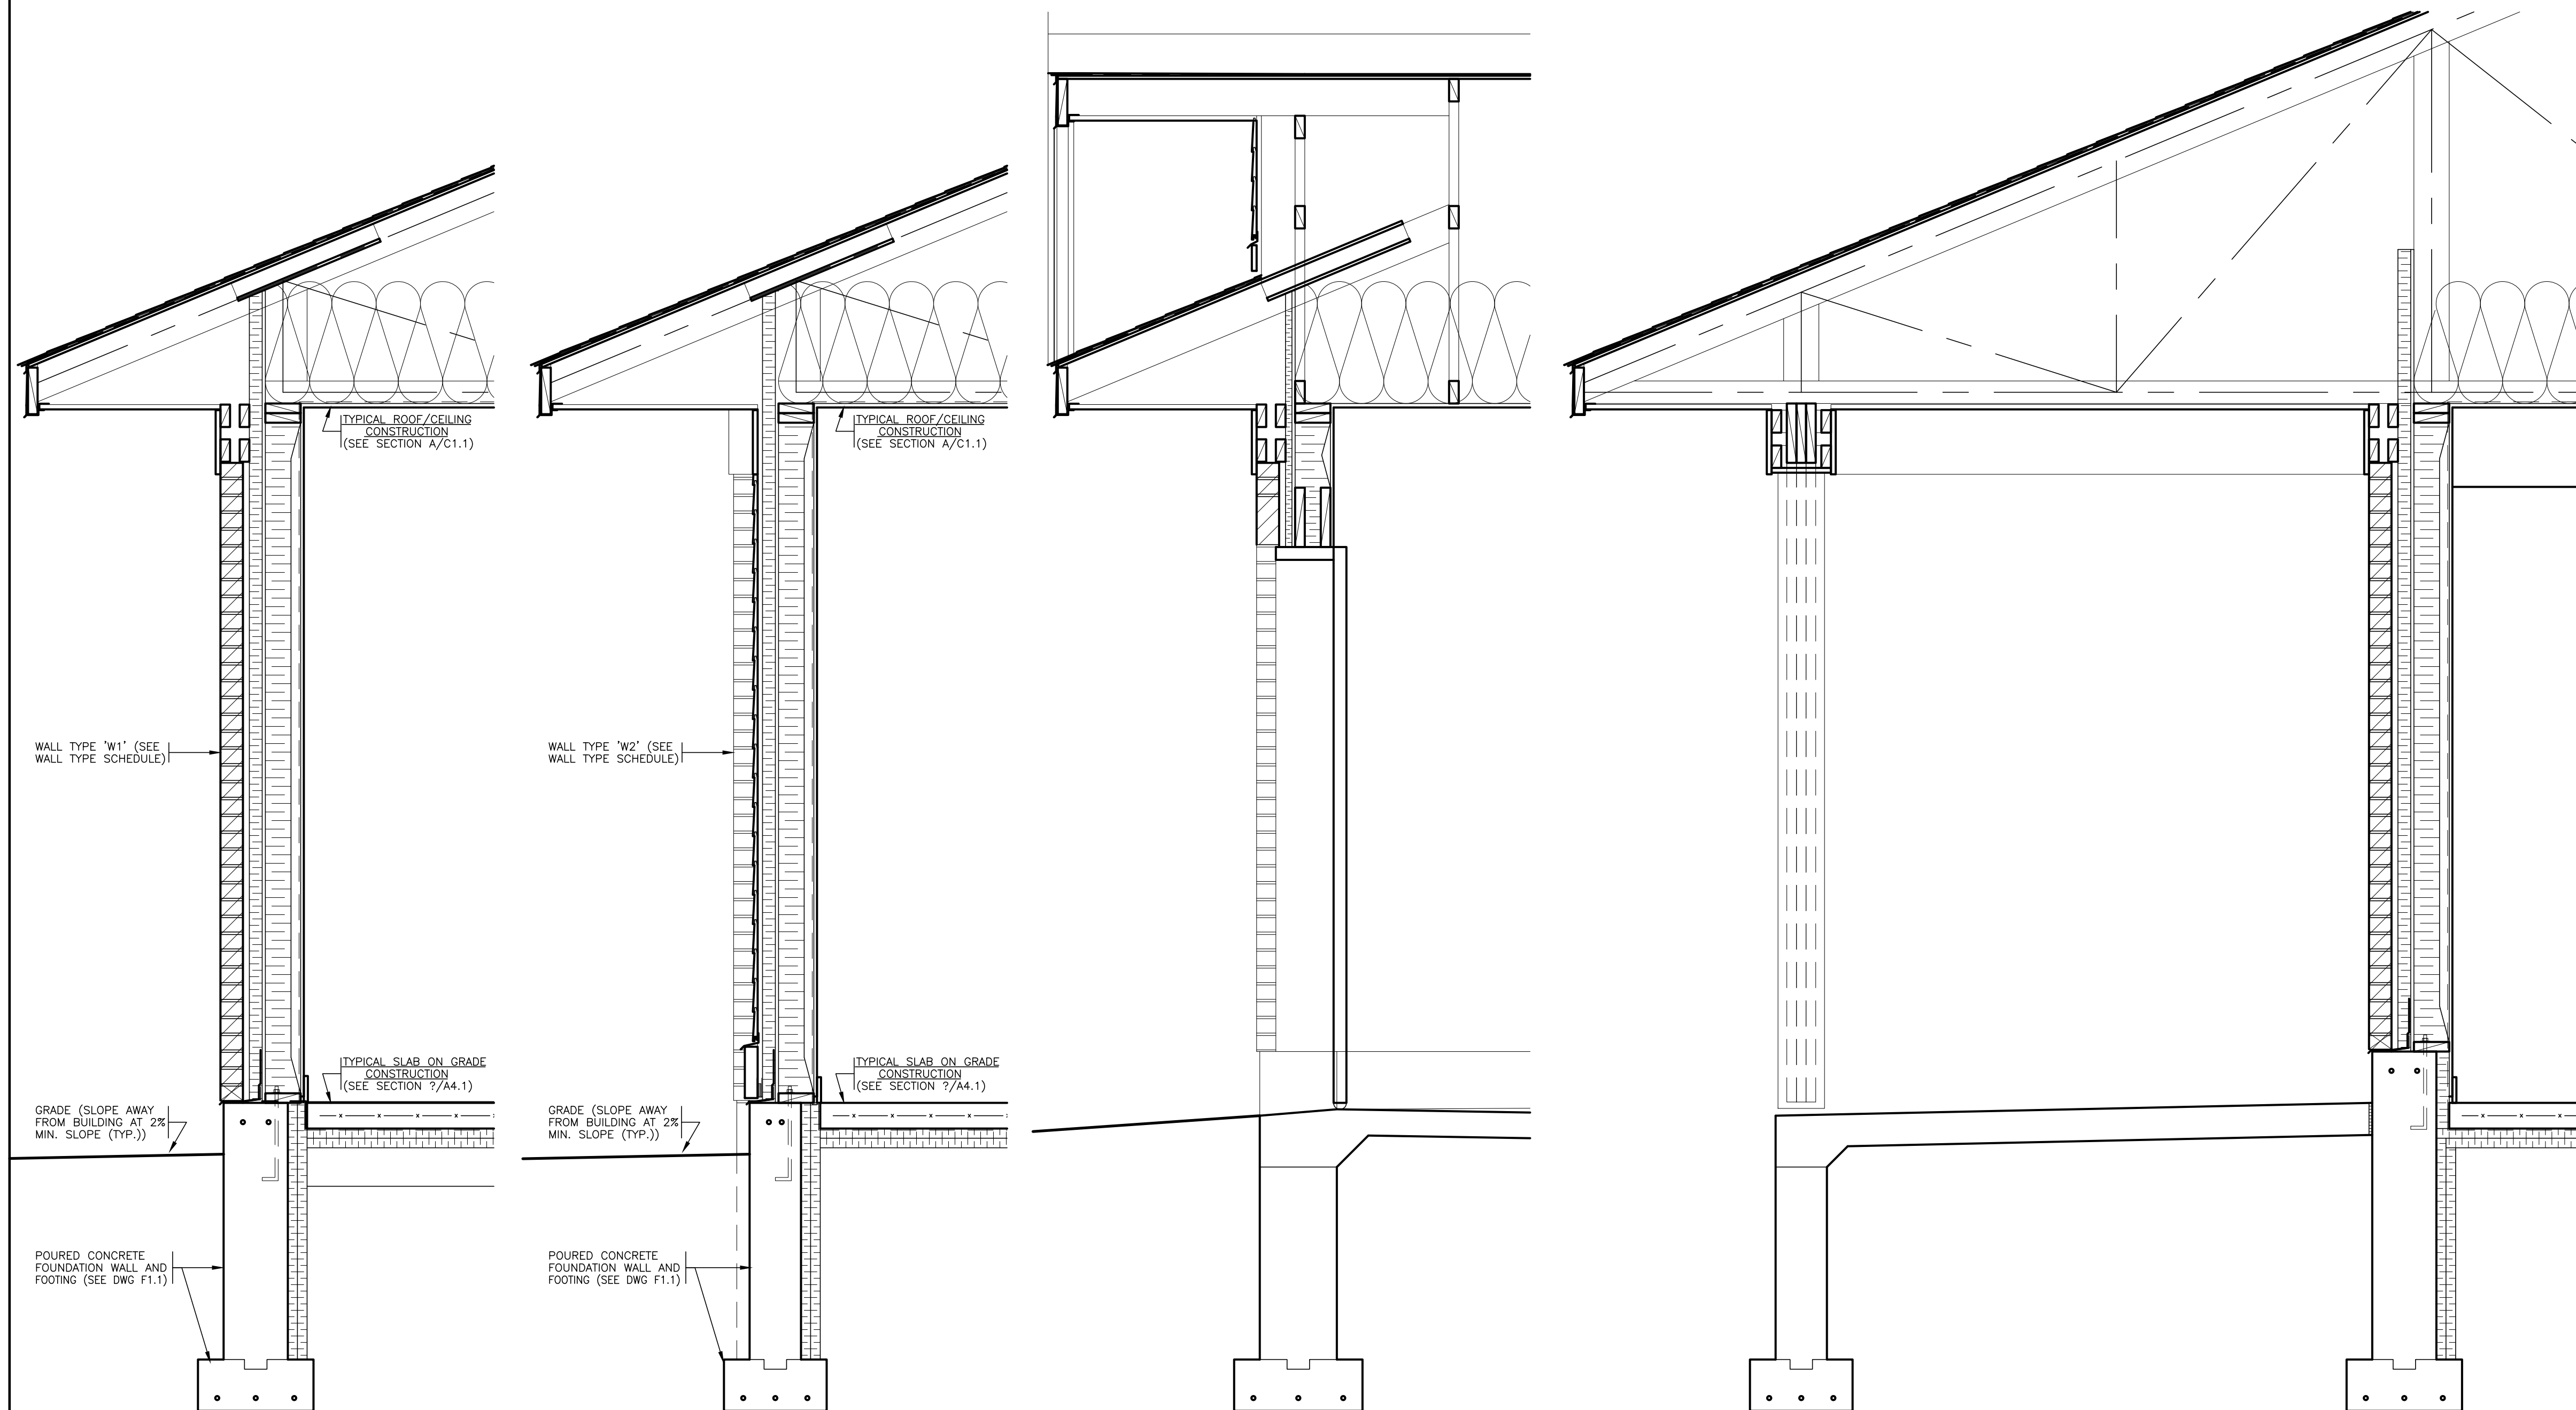 TYPICAL ROOF/CEILING
CONSTRUCTION
(SEE SECTION A/C1.1)
WALL TYPE 'W1' (SEE
WALL TYPE SCHEDULE)
TYPICAL SLAB ON GRADE
CONSTRUCTION
(SEE SECTION ?/A4.1)
GRADE (SLOPE AWAY
FROM BUILDING AT 2%
MIN. SLOPE (TYP.))
POURED CONCRETE
FOUNDATION WALL AND
FOOTING (SEE DWG F1.1)
TYPICAL ROOF/CEILING
CONSTRUCTION
(SEE SECTION A/C1.1)
WALL TYPE 'W2' (SEE
WALL TYPE SCHEDULE)
TYPICAL SLAB ON GRADE
CONSTRUCTION
(SEE SECTION ?/A4.1)
GRADE (SLOPE AWAY
FROM BUILDING AT 2%
MIN. SLOPE (TYP.))
POURED CONCRETE
FOUNDATION WALL AND
FOOTING (SEE DWG F1.1)